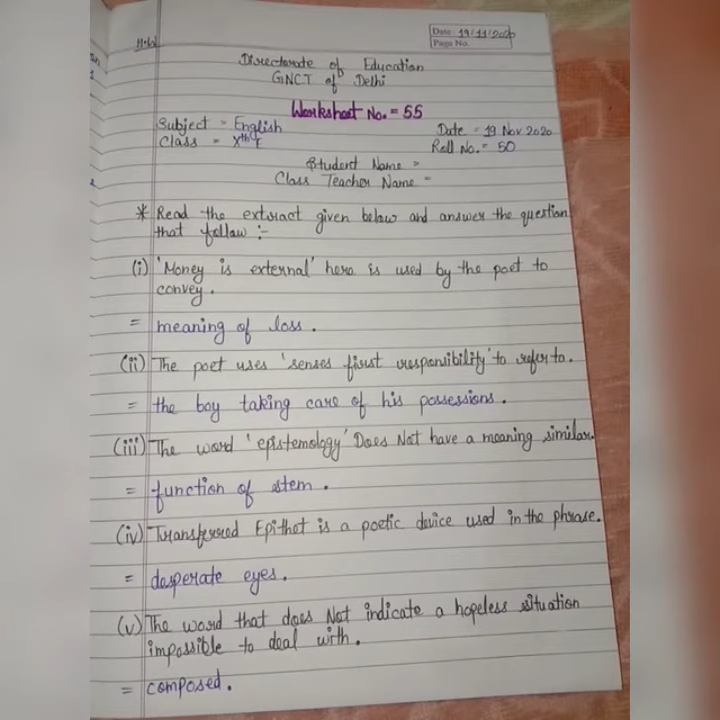 H.W
Date: 19/11/2020
Page No.
Directorate of Education
GNCT of Delhi
Worksheet No. = 55
Subject = English
Date = 19 Nov 2020
Class = Xth F
Roll No. = 50
Student Name =
Class Teacher Name =
* Read the extract given below and answer the question
that follow :-
(i) 'Money is external' here is used by the poet to
convey.
= meaning of loss.
(ii) The poet uses 'senses first responsibility' to refer to.
= the boy taking care of his possessions.
(iii) The word 'epistemology' Does Not have a meaning similar.
= function of stem.
(iv) Transferred Epithet is a poetic device used in the phrase.
= desperate eyes.
(v) The word that does Not indicate a hopeless situation
impossible to deal with.
= composed.